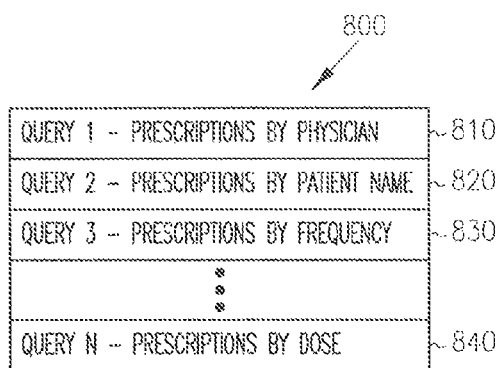 800
QUERY 1 - PRESCRIPTIONS BY PHYSICIAN 810
QUERY 2 - PRESCRIPTIONS BY PATIENT NAME 820
QUERY 3 - PRESCRIPTIONS BY FREQUENCY 830
QUERY N - PRESCRIPTIONS BY DOSE 840